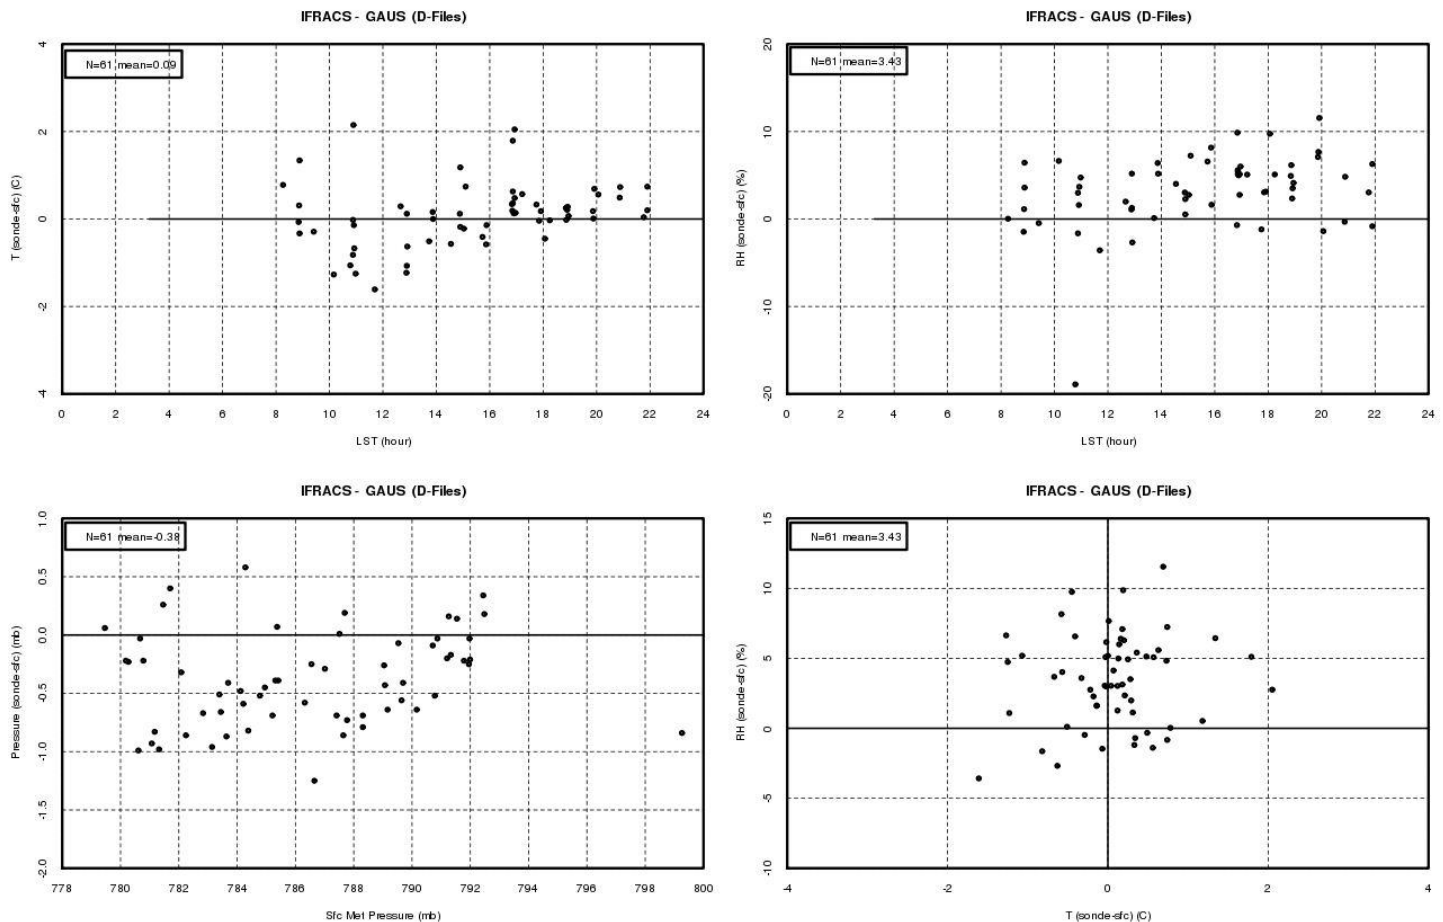 IFRACS - GAUS (D-Files)
N=61 mean=0.09
4
2
0
-2
4
T (sonde-sfc) (C)
0 2 4 6 8 10 12 14 16 18 20 22 24
LST (hour)
IFRACS - GAUS (D-Files)
N=61 mean=3.43
20
10
0
-10
-20
RH (sonde-sfc) (%)
0 2 4 6 8 10 12 14 16 18 20 22 24
LST (hour)
IFRACS - GAUS (D-Files)
N=61 mean=-0.38
1.0
0.5
0.0
-0.5
-1.0
-1.5
-2.0
Pressure (sonde-sfc) (mb)
778 780 782 784 786 788 790 792 794 796 798 800
Sfc Met Pressure (mb)
IFRACS - GAUS (D-Files)
N=61 mean=3.43
15
10
5
0
-5
-10
RH (sonde-sfc) (%)
-4 -2 0 2 4
T (sonde-sfc) (C)